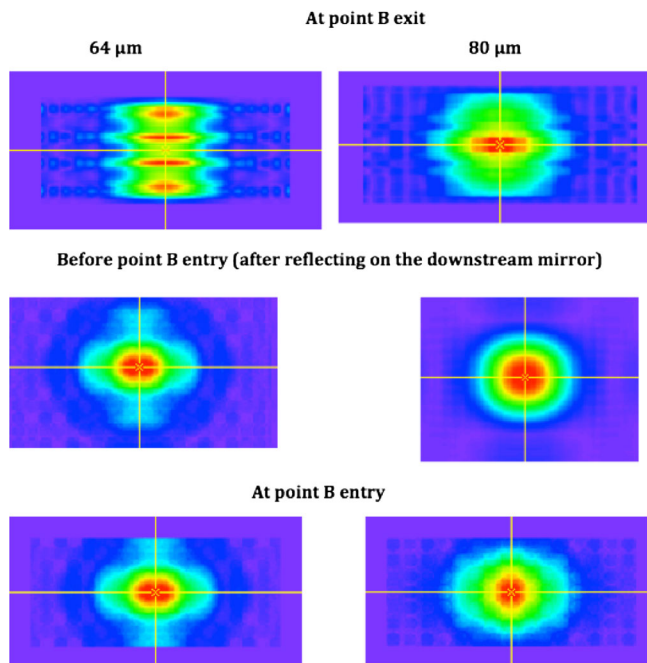 At point B exit
64 μm
80 μm
Before point B entry (after reflecting on the downstream mirror)
At point B entry